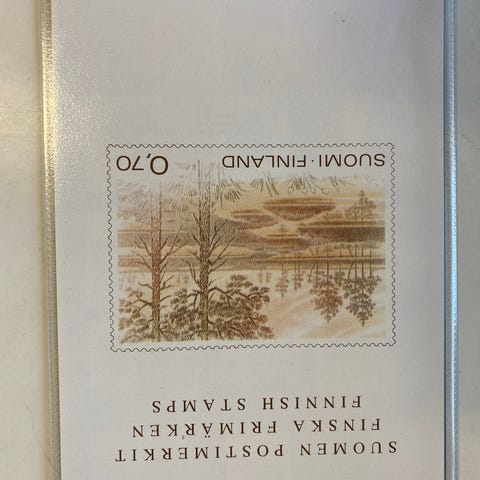 SUOMEN POSTIMERKIT
FINSKA FRIMÄRKEN
FINNISH STAMPS
SUOMI·FINLAND 0,70